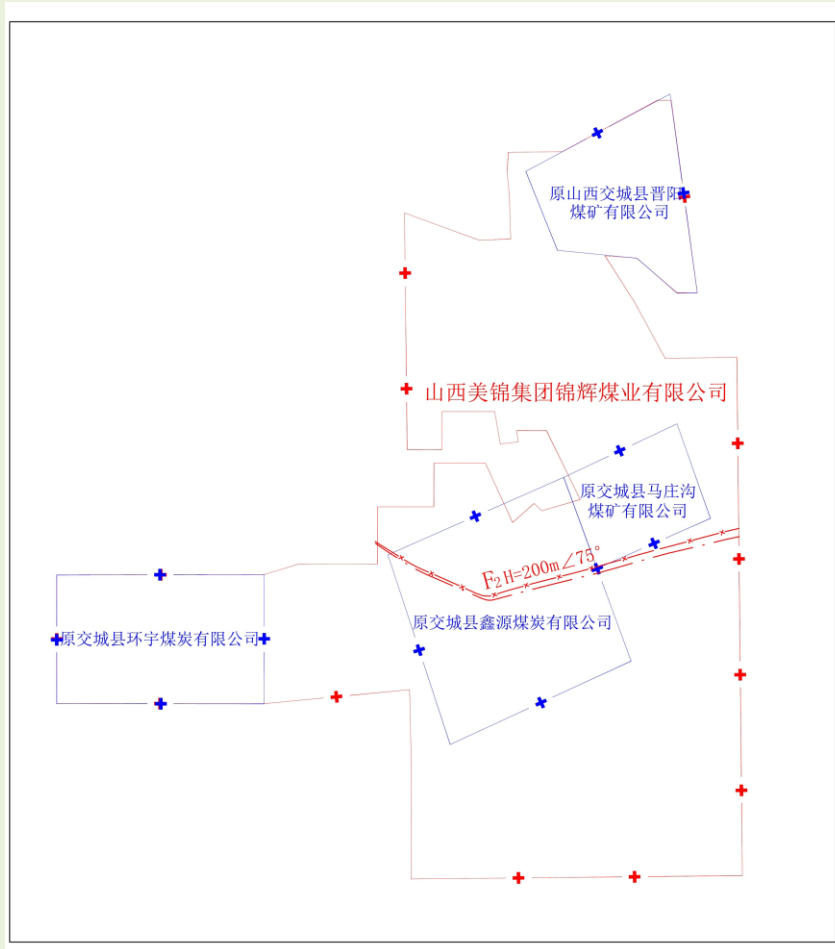 原山西交城县晋阳
煤矿有限公司
山西美锦集团锦辉煤业有限公司
原交城县马庄沟
煤矿有限公司
F₂ H=200m∠75°
原交城县鑫源煤炭有限公司
原交城县环宇煤炭有限公司